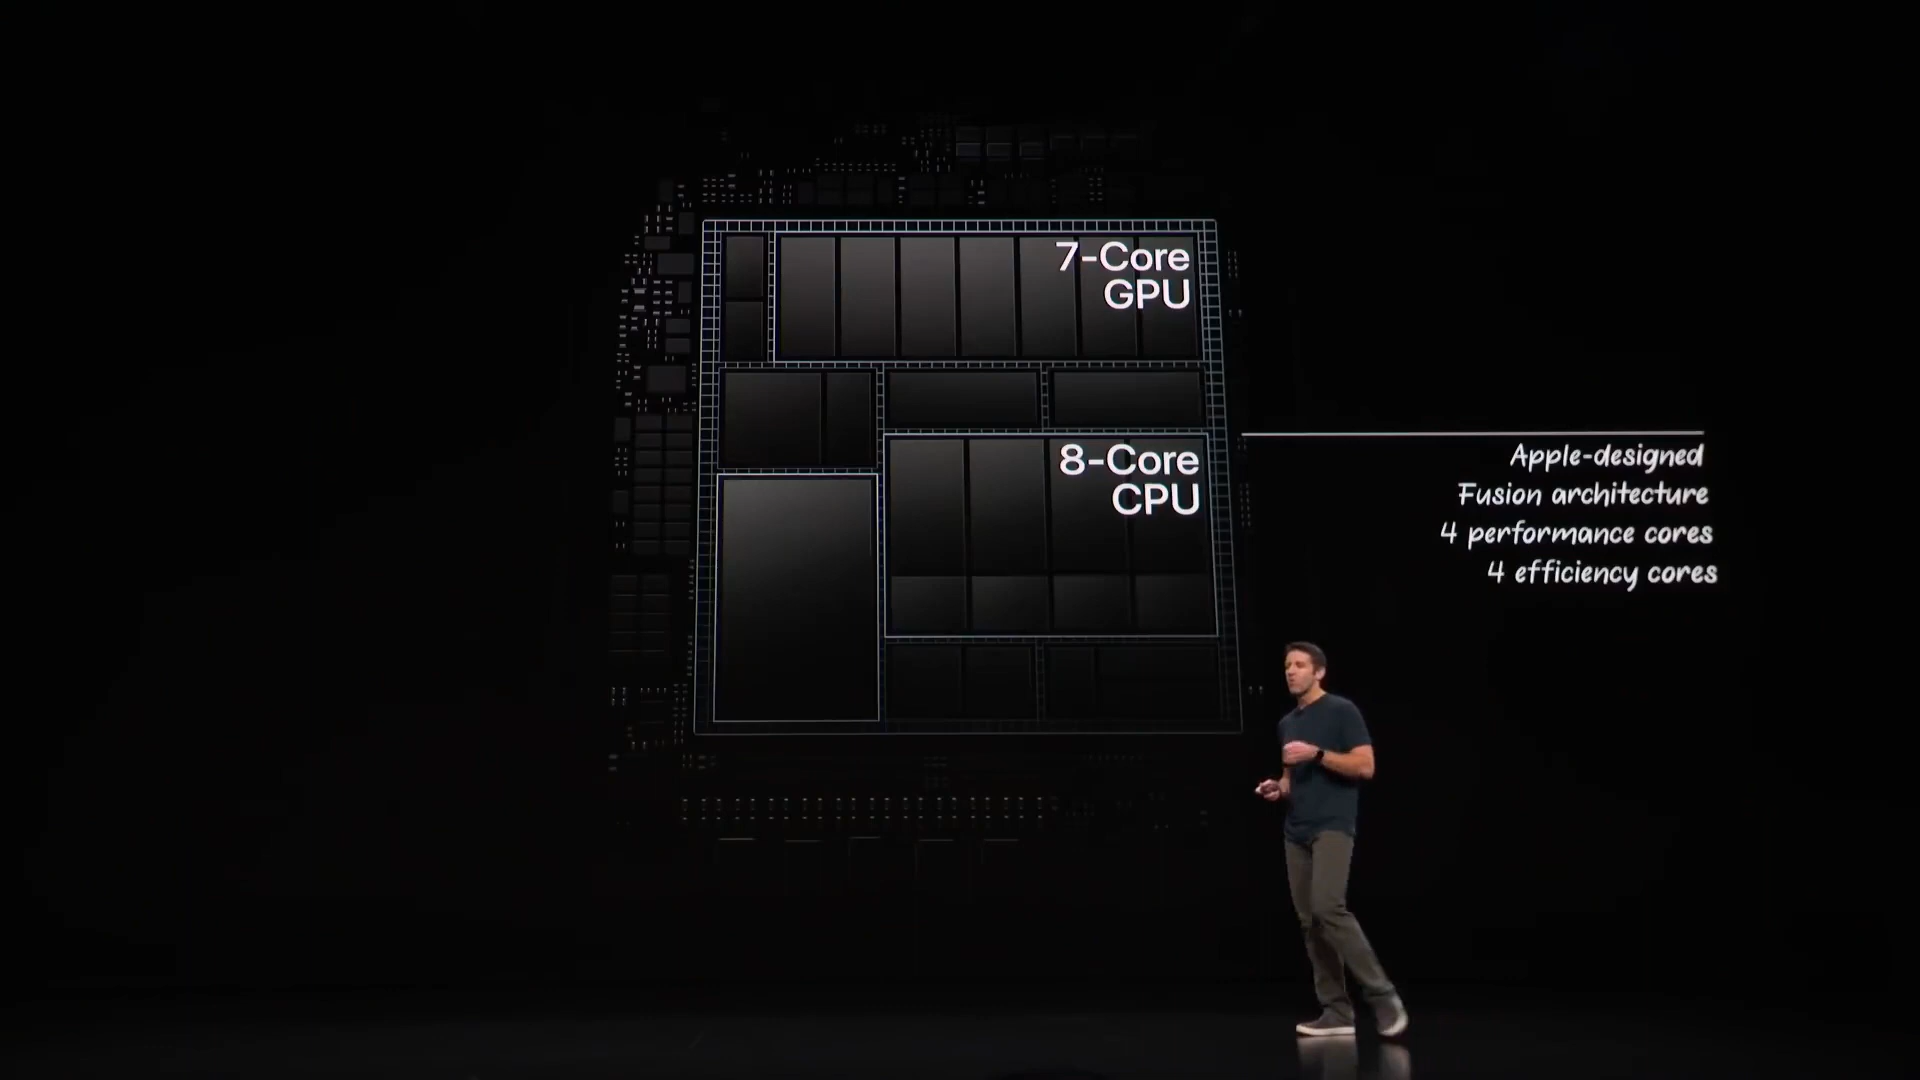 7-Core
GPU
8-Core
CPU
Apple-designed
Fusion architecture
4 performance cores
4 efficiency cores